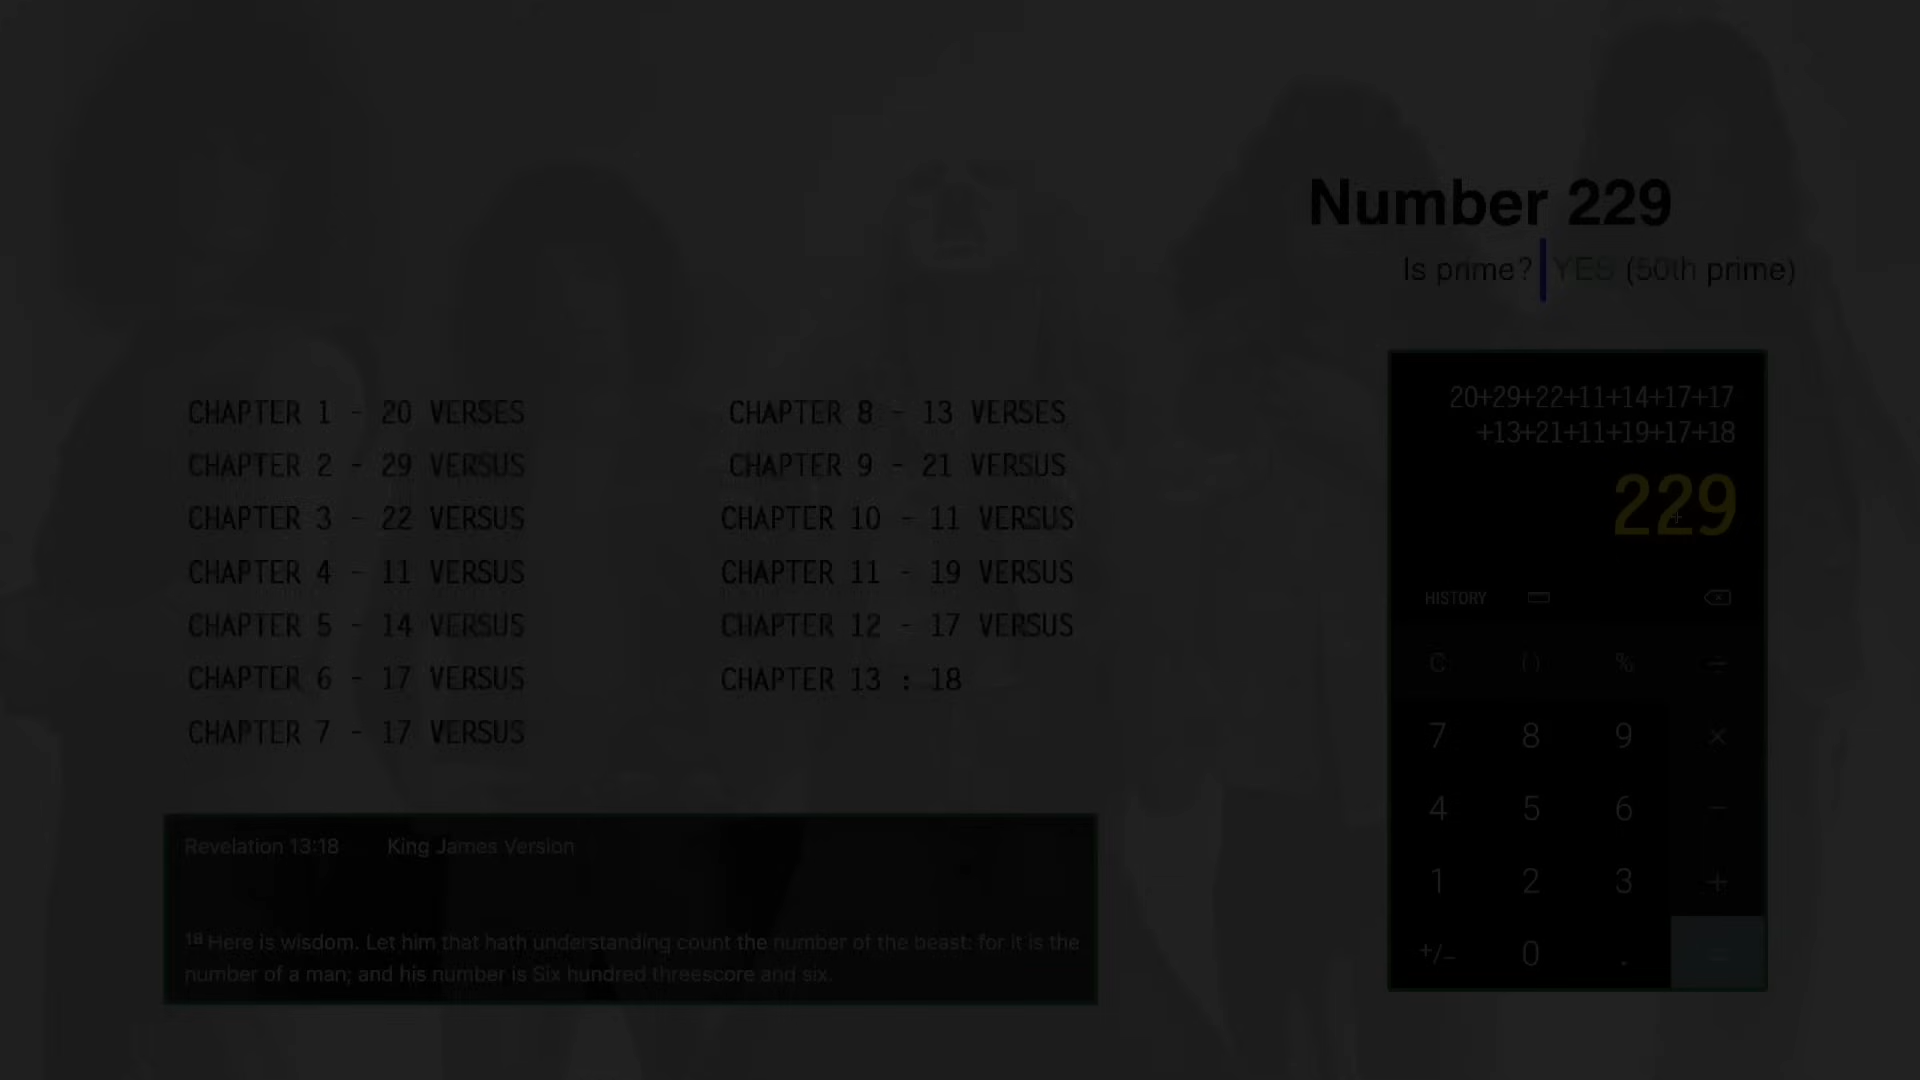 Number 229
Is prime? YES (50th prime)
CHAPTER 1 - 20 VERSES
CHAPTER 2 - 29 VERSUS
CHAPTER 3 - 22 VERSUS
CHAPTER 4 - 11 VERSUS
CHAPTER 5 - 14 VERSUS
CHAPTER 6 - 17 VERSUS
CHAPTER 7 - 17 VERSUS
CHAPTER 8 - 13 VERSES
CHAPTER 9 - 21 VERSUS
CHAPTER 10 - 11 VERSUS
CHAPTER 11 - 19 VERSUS
CHAPTER 12 - 17 VERSUS
CHAPTER 13 : 18
20+29+22+11+14+17+17
+13+21+11+19+17+18
229
HISTORY
C ( ) % ÷
7 8 9 ×
4 5 6 −
1 2 3 +
+/− 0 . =
Revelation 13:18 King James Version
18 Here is wisdom. Let him that hath understanding count the number of the beast: for it is the
number of a man; and his number is Six hundred threescore and six.